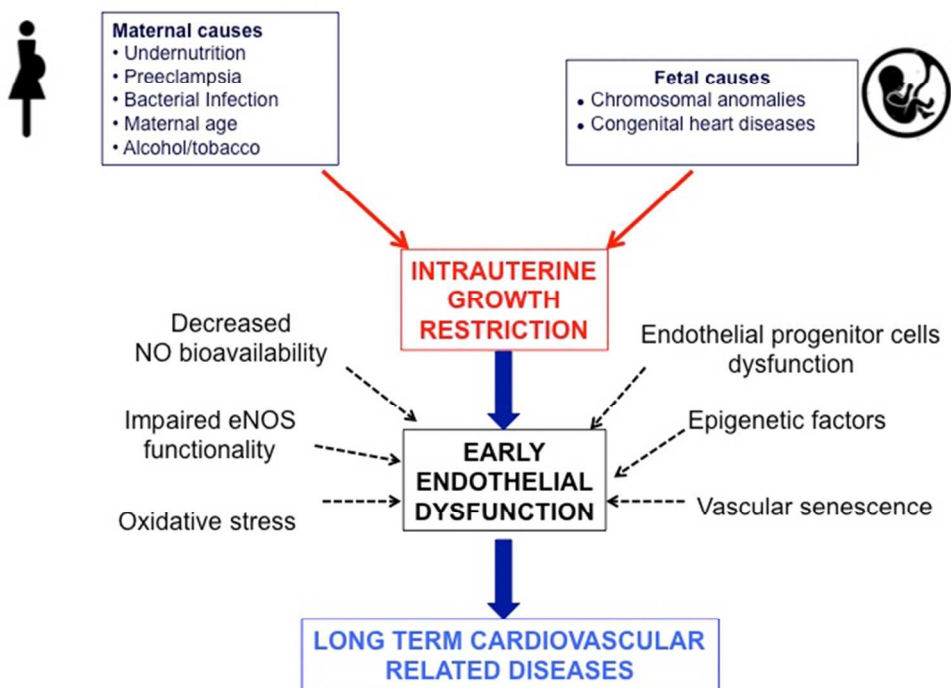 Maternal causes
• Undernutrition
• Preeclampsia
• Bacterial Infection
• Maternal age
• Alcohol/tobacco
Fetal causes
• Chromosomal anomalies
• Congenital heart diseases
INTRAUTERINE
GROWTH
RESTRICTION
Decreased
NO bioavailability
Endothelial progenitor cells
dysfunction
Impaired eNOS
functionality
Epigenetic factors
EARLY
ENDOTHELIAL
DYSFUNCTION
Oxidative stress
Vascular senescence
LONG TERM CARDIOVASCULAR
RELATED DISEASES